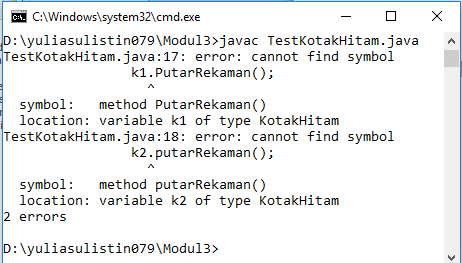 C:\Windows\system32\cmd.exe
D:\yuliasulistin079\Modul3>javac TestKotakHitam.java
TestKotakHitam.java:17: error: cannot find symbol
k1.PutarRekaman();
^
symbol:   method PutarRekaman()
location: variable k1 of type KotakHitam
TestKotakHitam.java:18: error: cannot find symbol
k2.putarRekaman();
^
symbol:   method putarRekaman()
location: variable k2 of type KotakHitam
2 errors
D:\yuliasulistin079\Modul3>